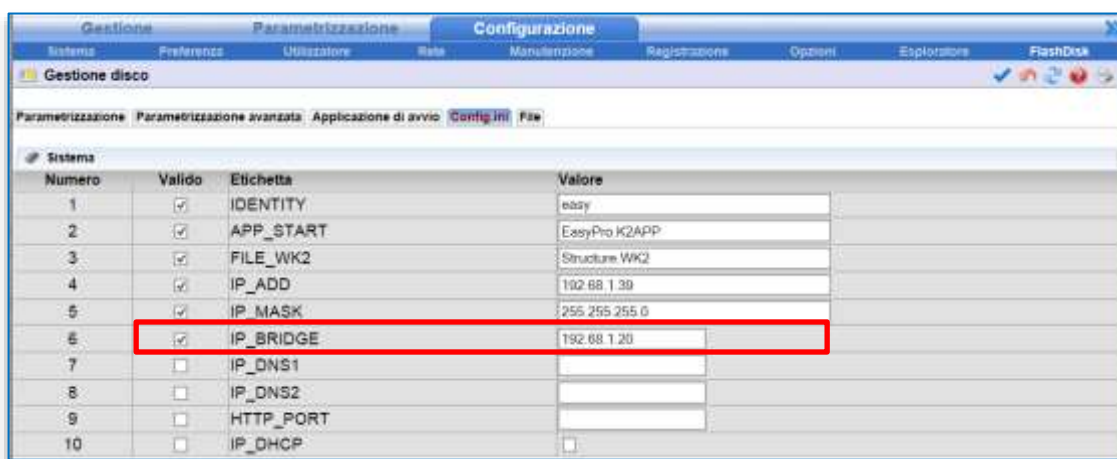 Gestione Parametrizzazione Configurazione
Sistema Preferenze Utilizzatore Rete Manutenzione Registrazione Opzioni Esploratore FlashDisk
Gestione disco
Parametrizzazione Parametrizzazione avanzata Applicazione di avvio Config.ini File
Sistema
Numero Valido Etichetta Valore
1 IDENTITY easy
2 APP_START EasyPro.K2APP
3 FILE_WK2 Structure.WK2
4 IP_ADD 192.68.1.39
5 IP_MASK 255.255.255.0
6 IP_BRIDGE 192.68.1.20
7 IP_DNS1
8 IP_DNS2
9 HTTP_PORT
10 IP_DHCP